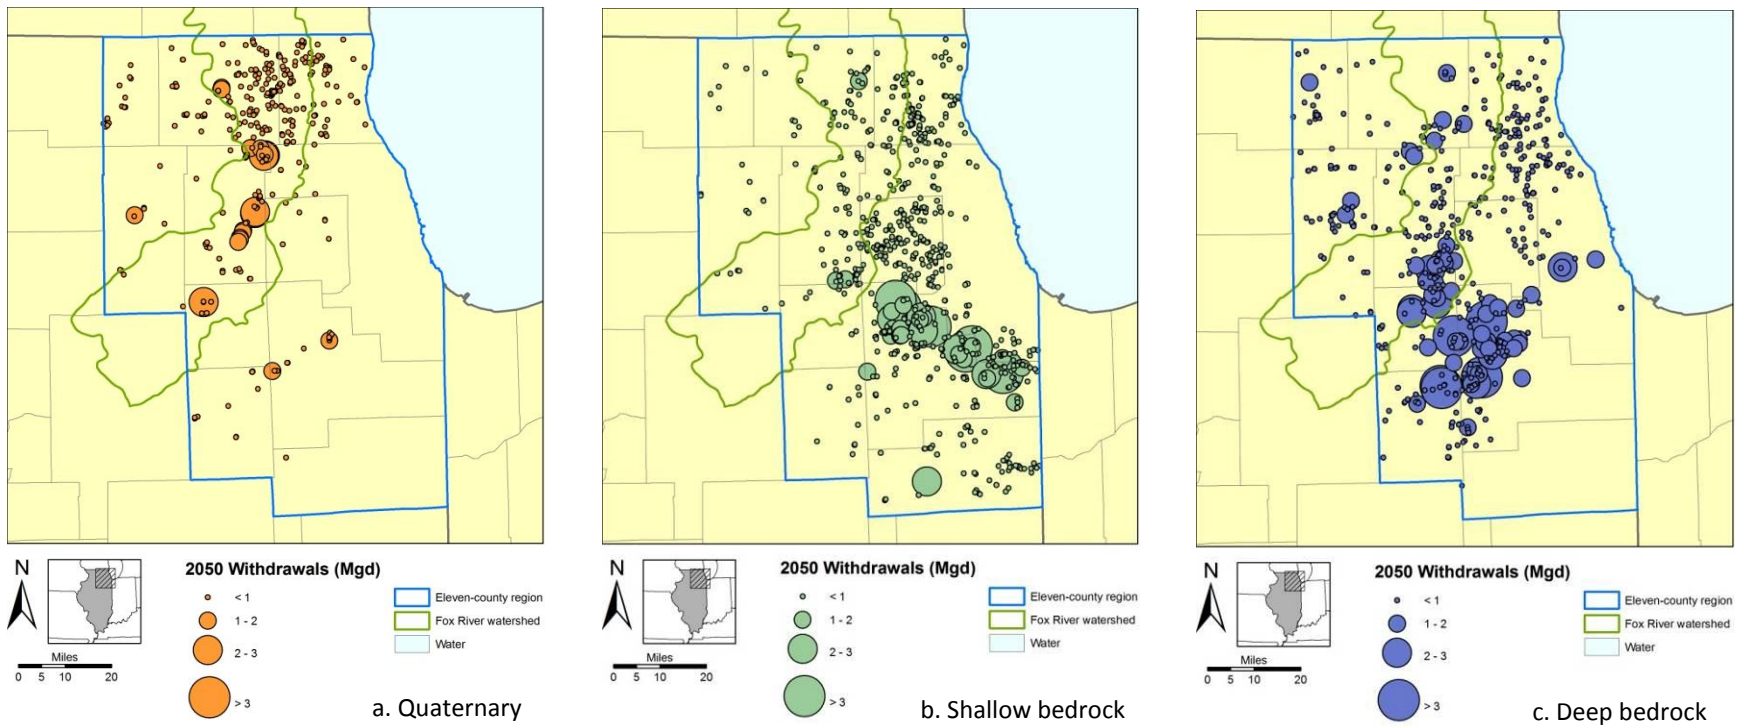 N
2050 Withdrawals (Mgd)
< 1
1 - 2
2 - 3
> 3
Eleven-county region
Fox River watershed
Water
Miles
0 5 10 20
a. Quaternary
N
2050 Withdrawals (Mgd)
< 1
1 - 2
2 - 3
> 3
Eleven-county region
Fox River watershed
Water
Miles
0 5 10 20
b. Shallow bedrock
N
2050 Withdrawals (Mgd)
< 1
1 - 2
2 - 3
> 3
Eleven-county region
Fox River watershed
Water
Miles
0 5 10 20
c. Deep bedrock